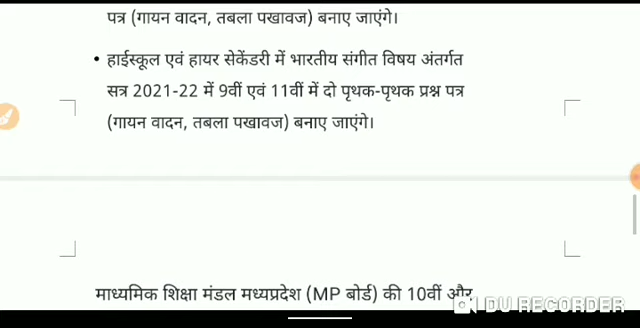 पत्र (गायन वादन, तबला पखावज) बनाए जाएंगे।
• हाईस्कूल एवं हायर सेकेंडरी में भारतीय संगीत विषय अंतर्गत
सत्र 2021-22 में 9वीं एवं 11वीं में दो पृथक-पृथक प्रश्न पत्र
(गायन वादन, तबला पखावज) बनाए जाएंगे।
माध्यमिक शिक्षा मंडल मध्यप्रदेश (MP बोर्ड) की 10वीं और
DU RECORDER